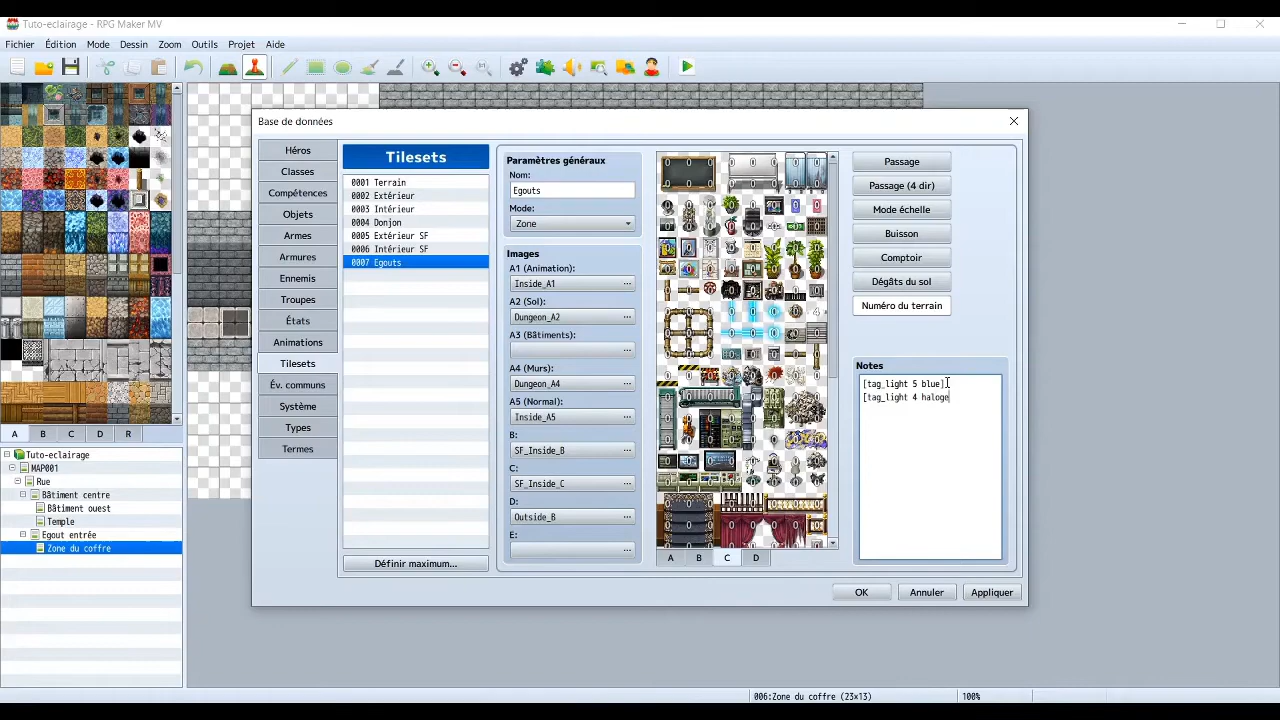 Tuto-eclairage - RPG Maker MV
Fichier Édition Mode Dessin Zoom Outils Projet Aide
Base de données
Héros
Classes
Compétences
Objets
Armes
Armures
Ennemis
Troupes
États
Animations
Tilesets
Év. communs
Système
Types
Termes
Tilesets
0001 Terrain
0002 Extérieur
0003 Intérieur
0004 Donjon
0005 Extérieur SF
0006 Intérieur SF
0007 Egouts
Définir maximum...
Paramètres généraux
Nom:
Egouts
Mode:
Zone
Images
A1 (Animation):
Inside_A1 ...
A2 (Sol):
Dungeon_A2 ...
A3 (Bâtiments):
...
A4 (Murs):
Dungeon_A4 ...
A5 (Normal):
Inside_A5 ...
B:
SF_Inside_B ...
C:
SF_Inside_C ...
D:
Outside_B ...
E:
...
A B C D
Passage
Passage (4 dir)
Mode échelle
Buisson
Comptoir
Dégâts du sol
Numéro du terrain
Notes
[tag_light 5 blue]
[tag_light 4 haloge
OK Annuler Appliquer
A B C D R
Tuto-eclairage
MAP001
Rue
Bâtiment centre
Bâtiment ouest
Temple
Egout entrée
Zone du coffre
006:Zone du coffre (23x13) 100%